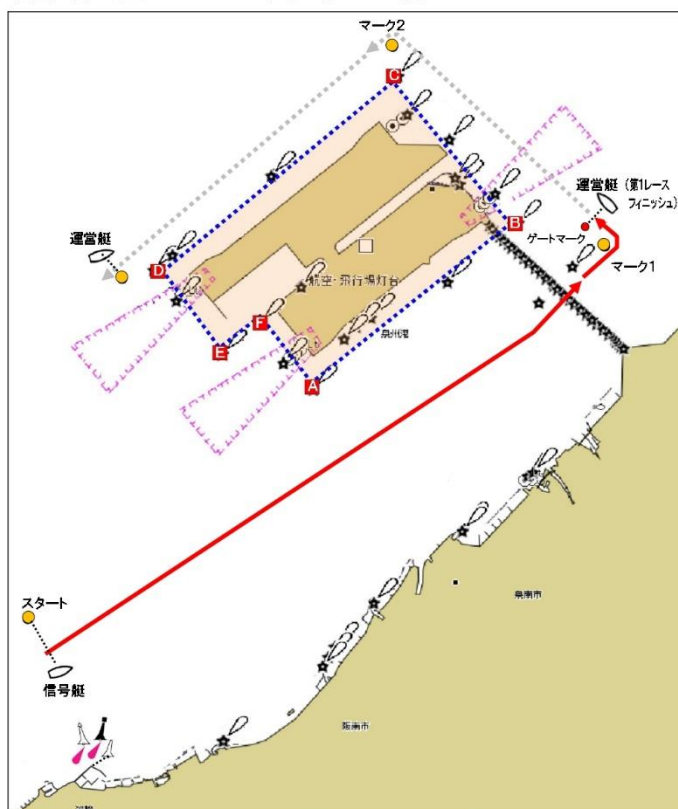 マーク2
C
運営艇 (第1レース
フィニッシュ)
B
ゲートマーク
マーク1
運営艇
D
航空・飛行場灯台
F
泉州港
E
A
スタート
泉南市
信号艇
阪南市